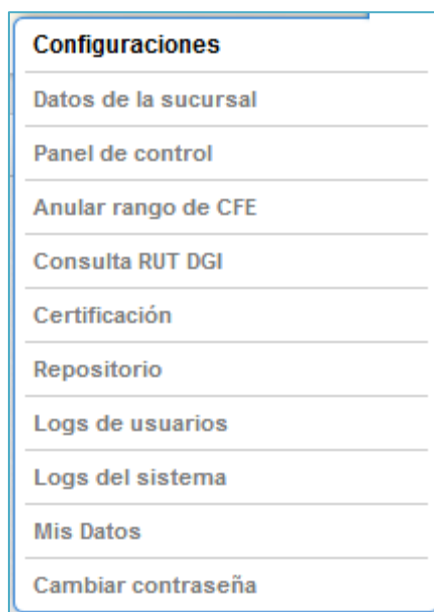 Configuraciones
Datos de la sucursal
Panel de control
Anular rango de CFE
Consulta RUT DGI
Certificación
Repositorio
Logs de usuarios
Logs del sistema
Mis Datos
Cambiar contraseña